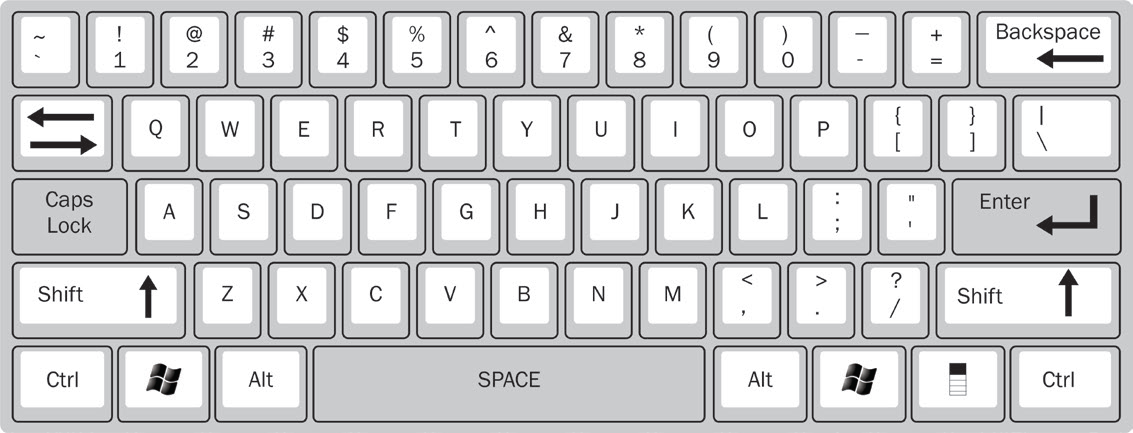 ~ ! @ # $ % ^ & * ( ) — + Backspace
` 1 2 3 4 5 6 7 8 9 0 - =
Q W E R T Y U I O P { } |
[ ] \
Caps Lock A S D F G H J K L : " Enter
; '
Shift Z X C V B N M < > ? Shift
, . /
Ctrl Alt SPACE Alt Ctrl